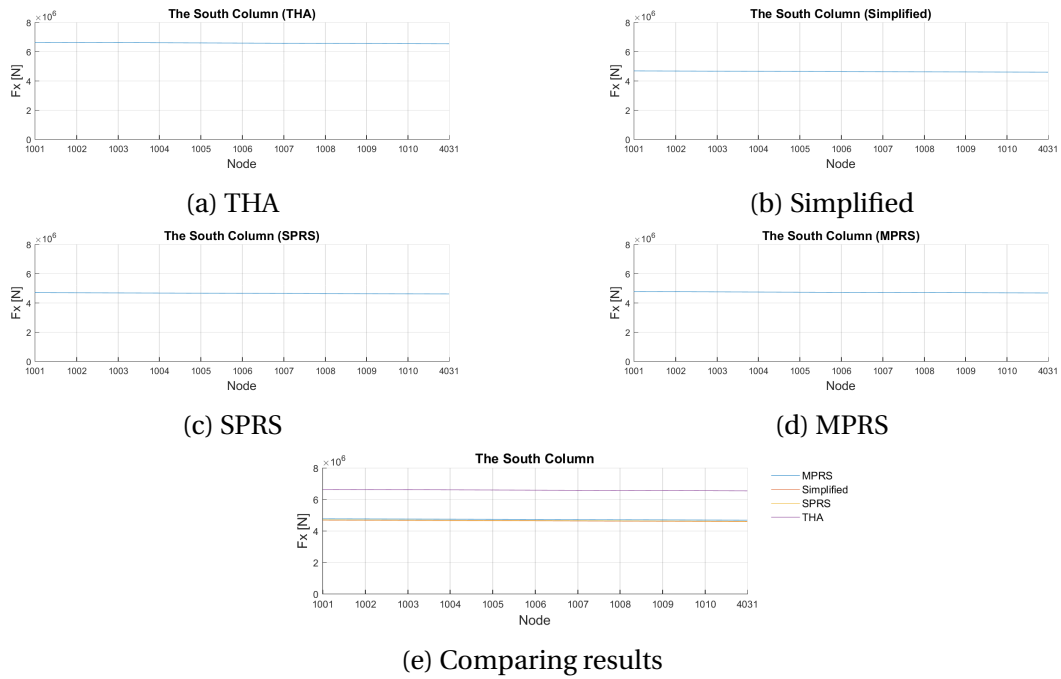 The South Column (THA)
×10^6
8
6
4
2
0
Fx [N]
1001 1002 1003 1004 1005 1006 1007 1008 1009 1010 4031
Node
(a) THA
The South Column (Simplified)
×10^6
8
6
4
2
0
Fx [N]
1001 1002 1003 1004 1005 1006 1007 1008 1009 1010 4031
Node
(b) Simplified
The South Column (SPRS)
×10^6
8
6
4
2
0
Fx [N]
1001 1002 1003 1004 1005 1006 1007 1008 1009 1010 4031
Node
(c) SPRS
The South Column (MPRS)
×10^6
8
6
4
2
0
Fx [N]
1001 1002 1003 1004 1005 1006 1007 1008 1009 1010 4031
Node
(d) MPRS
The South Column
×10^6
8
6
4
2
0
Fx [N]
1001 1002 1003 1004 1005 1006 1007 1008 1009 1010 4031
Node
MPRS
Simplified
SPRS
THA
(e) Comparing results